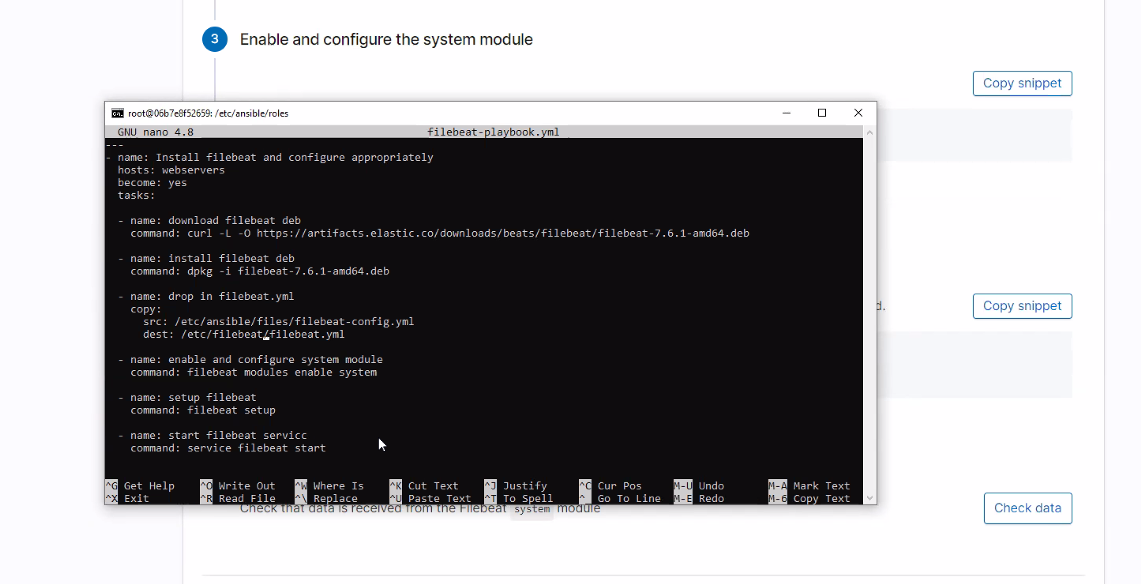 3 Enable and configure the system module
Copy snippet
root@06b7e8f52659: /etc/ansible/roles
GNU nano 4.8 filebeat-playbook.yml
---
- name: Install filebeat and configure appropriately
hosts: webservers
become: yes
tasks:
- name: download filebeat deb
command: curl -L -O https://artifacts.elastic.co/downloads/beats/filebeat/filebeat-7.6.1-amd64.deb
- name: install filebeat deb
command: dpkg -i filebeat-7.6.1-amd64.deb
- name: drop in filebeat.yml
copy:
src: /etc/ansible/files/filebeat-config.yml
dest: /etc/filebeat/filebeat.yml
d. Copy snippet
- name: enable and configure system module
command: filebeat modules enable system
- name: setup filebeat
command: filebeat setup
- name: start filebeat servicc
command: service filebeat start
^G Get Help ^O Write Out ^W Where Is ^K Cut Text ^J Justify ^C Cur Pos M-U Undo M-A Mark Text
^X Exit ^R Read File ^\ Replace ^U Paste Text ^T To Spell ^_ Go To Line M-E Redo M-6 Copy Text
Check that data is received from the Filebeat system module
Check data